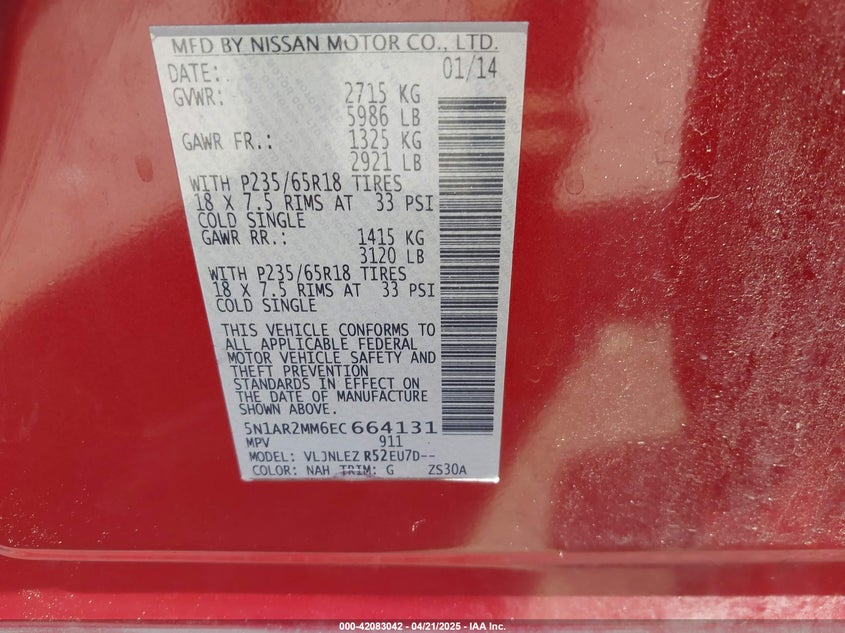 MFD BY NISSAN MOTOR CO., LTD.
DATE: 01/14
GVWR: 2715 KG
5986 LB
GAWR FR.: 1325 KG
2921 LB
WITH P235/65R18 TIRES
18 X 7.5 RIMS AT 33 PSI
COLD SINGLE
GAWR RR.: 1415 KG
3120 LB
WITH P235/65R18 TIRES
18 X 7.5 RIMS AT 33 PSI
COLD SINGLE
THIS VEHICLE CONFORMS TO
ALL APPLICABLE FEDERAL
MOTOR VEHICLE SAFETY AND
THEFT PREVENTION
STANDARDS IN EFFECT ON
THE DATE OF MANUFACTURE
SHOWN ABOVE.
5N1AR2MM6EC664131
MPV 911
MODEL: VLJNLEZ R52EU7D--
COLOR: NAH TRIM: G ZS30A
000-42083042 - 04/21/2025 - IAA Inc.